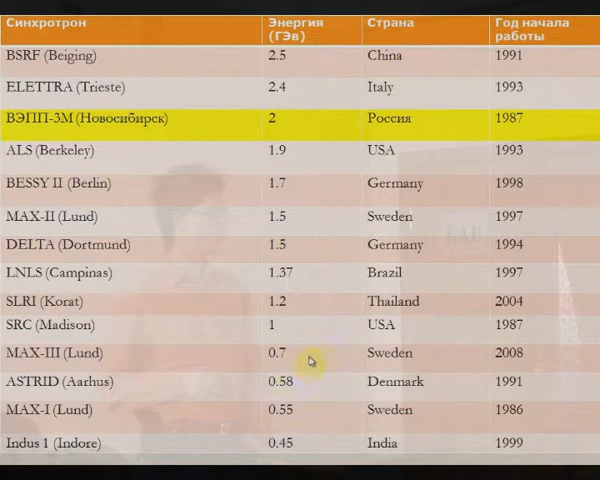 Синхротрон Энергия (ГЭв) Страна Год начала работы
BSRF (Beiging) 2.5 China 1991
ELETTRA (Trieste) 2.4 Italy 1993
ВЭПП-3М (Новосибирск) 2 Россия 1987
ALS (Berkeley) 1.9 USA 1993
BESSY II (Berlin) 1.7 Germany 1998
MAX-II (Lund) 1.5 Sweden 1997
DELTA (Dortmund) 1.5 Germany 1994
LNLS (Campinas) 1.37 Brazil 1997
SLRI (Korat) 1.2 Thailand 2004
SRC (Madison) 1 USA 1987
MAX-III (Lund) 0.7 Sweden 2008
ASTRID (Aarhus) 0.58 Denmark 1991
MAX-I (Lund) 0.55 Sweden 1986
Indus 1 (Indore) 0.45 India 1999